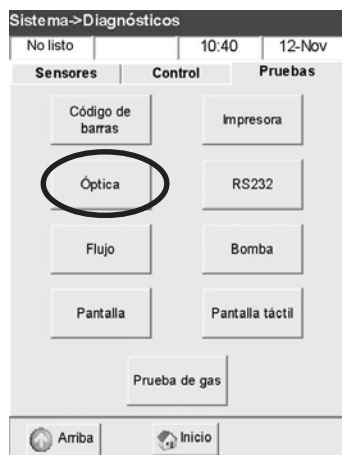 Sistema->Diagnósticos
No listo 10:40 12-Nov
Sensores Control Pruebas
Código de
barras
Impresora
Óptica RS232
Flujo Bomba
Pantalla Pantalla táctil
Prueba de gas
Arriba Inicio